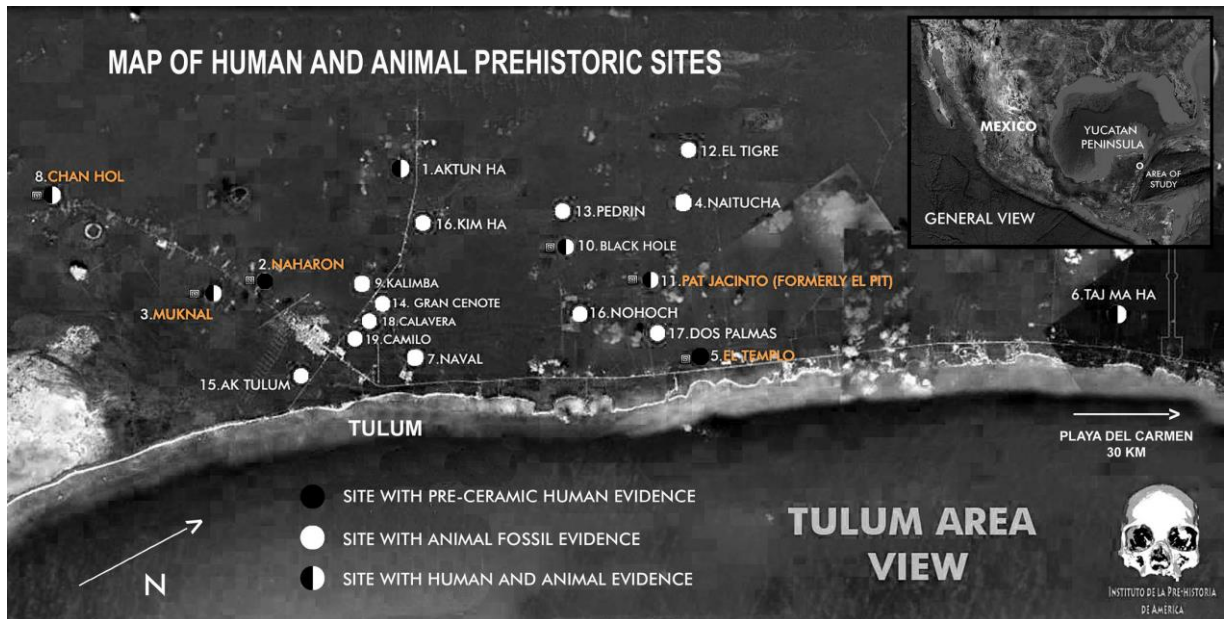 MAP OF HUMAN AND ANIMAL PREHISTORIC SITES
MEXICO
YUCATAN
PENINSULA
AREA OF
STUDY
GENERAL VIEW
12.EL TIGRE
1.AKTUN HA
8.CHAN HOL
4.NAITUCHA
13.PEDRIN
16.KIM HA
10.BLACK HOLE
2.NAHARON
9.KALIMBA
11.PAT JACINTO (FORMERLY EL PIT)
6.TAJ MA HA
14. GRAN CENOTE
3.MUKNAL
16.NOHOCH
18.CALAVERA
17.DOS PALMAS
19.CAMILO
7.NAVAL
5.EL TEMPLO
15.AK TULUM
TULUM
PLAYA DEL CARMEN
30 KM
SITE WITH PRE-CERAMIC HUMAN EVIDENCE
SITE WITH ANIMAL FOSSIL EVIDENCE
SITE WITH HUMAN AND ANIMAL EVIDENCE
N
TULUM AREA
VIEW
INSTITUTO DE LA PRE-HISTORIA
DE AMÉRICA